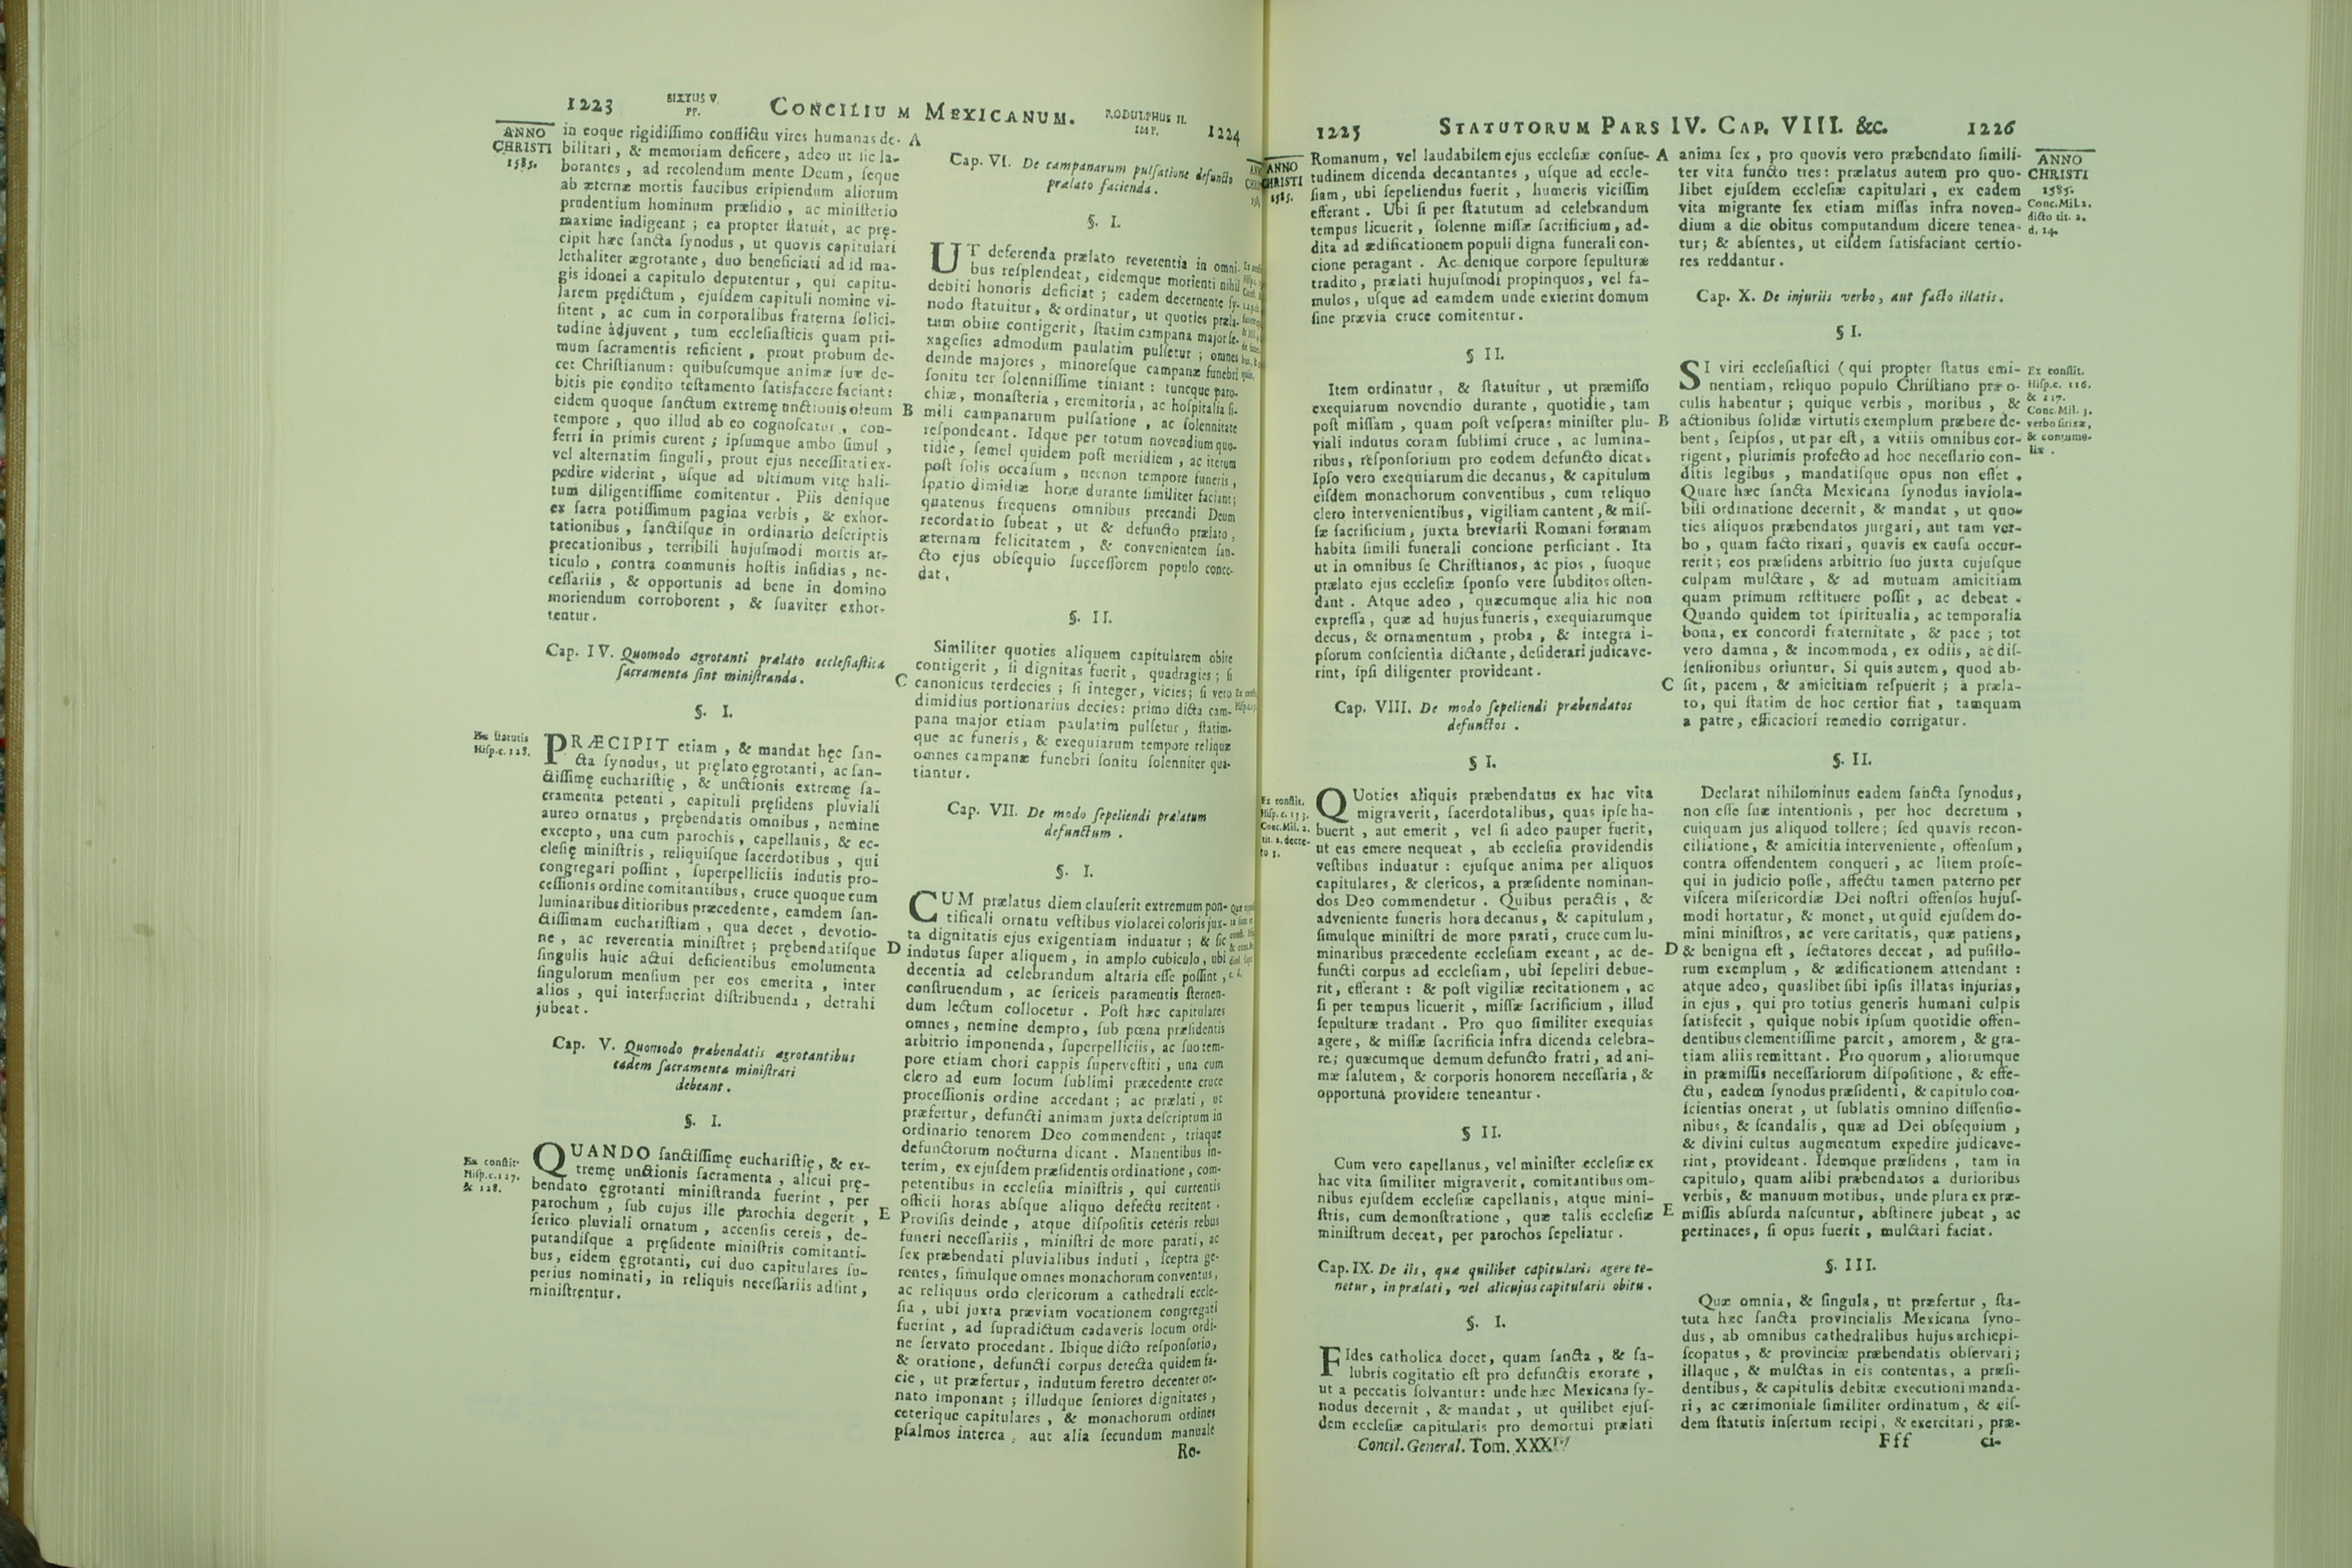 1223
SIXTUS V.
PP.
CONCILIUM MEXICANUM.
RODULPHUS II.
IMP.
1224
ANNO
CHRISTI
1585.
in eoque rigidiſſimo conflictu vires humanas de-
bilitari, & memoriam deficere, adeo ut ſic la-
borantes, ad recolendum mente Deum, ſeque
ab æternæ mortis faucibus eripiendum aliorum
prudentium hominum præſidio, ac miniſterio
maxime indigeant; ea propter ſtatuit, ac prę-
cipit hæc ſancta ſynodus, ut quovis capitulari
lethaliter ægrotante, duo beneficiati ad id ma-
gis idonei a capitulo deputentur, qui capitu-
larem prędictum, ejuſdem capituli nomine vi-
ſitent, ac cum in corporalibus fraterna ſolici-
tudine adjuvent, tum eccleſiaſticis quam pri-
mum ſacramentis reficient, prout probum de-
cet Chriſtianum: quibuſcumque animæ ſuæ de-
bitis pie condito teſtamento ſatisfacere faciant:
eidem quoque ſanctum extremę unctionis oleum
tempore, quo illud ab eo cognoſcatur, con-
ferri in primis curent; ipſumque ambo ſimul,
vel alternatim ſinguli, prout ejus neceſſitati ex-
pedire viderint, uſque ad ultimum vitę hali-
tum diligentiſſime comitentur. Piis denique
ex ſacra potiſſimum pagina verbis, & exhor-
tationibus, ſanctiſque in ordinario deſcriptis
precationibus, terribili hujuſmodi mortis ar-
ticulo, contra communis hoſtis inſidias, ne-
ceſſariis, & opportunis ad bene in domino
moriendum corroborent, & ſuaviter exhor-
tentur.
Cap. IV. Quomodo ægrotanti prælato eccleſiaſtica
ſacramenta ſint miniſtranda.
§. I.
Ex ſtatutis
Hiſp. c. 128.
PRÆCIPIT etiam, & mandat hęc ſan-
cta ſynodus, ut pręlato ęgrotanti, ac ſan-
ctiſſimę euchariſtię, & unctionis extremę ſa-
cramenta petenti, capituli pręſidens pluviali
aureo ornatus, prębendatis omnibus, nemine
excepto, una cum parochis, capellanis, & ec-
cleſię miniſtris, reliquiſque ſacerdotibus, qui
congregari poſſint, ſuperpelliciis indutis pro-
ceſſionis ordine comitantibus, cruce quoque cum
luminaribus ditioribus præcedente, eamdem ſan-
ctiſſimam euchariſtiam, qua decet, devotio-
ne, ac reverentia miniſtret; prębendatiſque
ſingulis huic actui deficientibus emolumenta
ſingulorum menſium per eos emerita, inter
alios, qui interfuerint diſtribuenda, detrahi
jubeat.
Cap. V. Quomodo præbendatis ægrotantibus
eadem ſacramenta miniſtrari
debeant.
§. I.
Ex conſtit.
Hiſp. c. 127.
& 128.
QUANDO ſanctiſſimę euchariſtię, & ex-
tremę unctionis ſacramenta, alicui prę-
bendato ęgrotanti miniſtranda fuerint, per
parochum, ſub cujus ille parochia degerit,
ſerico pluviali ornatum, accenſis cereis, de-
putandiſque a pręſidente miniſtris comitanti-
bus, eidem ęgrotanti, cui duo capitulares ſu-
perius nominati, in reliquis neceſſariis adſint,
miniſtrentur.
A
B
C
D
E
Cap. VI. De campanarum pulſatione defuncto
prælato facienda.
§. I.
UT deferenda prælato reverentia in omni-
bus reſplendeat, eidemque morienti nihil
debiti honoris deficiat; eadem decernente ſy-
nodo ſtatuitur, & ordinatur, ut quoties præla-
tum obire contigerit, ſtatim campana major ſe-
xageſies admodum paulatim pulſetur; omnes
deinde majores, minoreſque campanæ funebri
ſonitu ter ſolenniſſime tiniant: tuncque paro-
chiæ, monaſteria, eremitoria, ac hoſpitalia ſi-
mili campanarum pulſatione, ac ſolennitate
reſpondeant. Idque per totum novendium quo-
tidie, ſemel quidem poſt meridiem, ac iterum
poſt ſolis occaſum, necnon tempore funeris,
ſpatio dimidiæ horæ durante ſimiliter faciant;
quatenus frequens omnibus precandi Deum
recordatio ſubeat, ut & defuncto prælato,
æternam felicitatem, & convenientem ſan-
cto ejus obſequio ſucceſſorem populo conce-
dat.
§. II.
Similiter quoties aliquem capitularem obire
contigerit, ſi dignitas fuerit, quadragies; ſi
canonicus terdecies; ſi integer, vicies; ſi vero
dimidius portionarius decies: primo dicta cam-
pana major etiam paulatim pulſetur, ſtatim-
que ac funeris, & exequiarum tempore reliquæ
omnes campanæ funebri ſonitu ſolenniter qua-
tiantur.
Cap. VII. De modo ſepeliendi prælatum
defunctum.
§. I.
CUM prælatus diem clauſerit extremum pon-
tificali ornatu veſtibus violacei coloris jux-
ta dignitatis ejus exigentiam induatur; & ſic
indutus ſuper aliquem, in amplo cubiculo, ubi
decentia ad celebrandum altaria eſſe poſſint,
conſtruendum, ac ſericeis paramentis ſternen-
dum lectum collocetur. Poſt hæc capitulares
omnes, nemine dempto, ſub pœna præſidentis
arbitrio imponenda, ſuperpelliciis, ac ſuo tem-
pore etiam chori cappis ſuperveſtiti, una cum
clero ad eum locum ſublimi præcedente cruce
proceſſionis ordine accedant; ac prælati, ut
præfertur, defuncti animam juxta deſcriptum in
ordinario tenorem Deo commendent, triaque
defunctorum nocturna dicant. Manentibus in-
terim, ex ejuſdem præſidentis ordinatione, com-
petentibus in eccleſia miniſtris, qui currentis
officii horas abſque aliquo defectu recitent.
Proviſis deinde, atque diſpoſitis ceteris rebus
funeri neceſſariis, miniſtri de more parati, ac
ſex præbendati pluvialibus induti, ſceptra ge-
rentes, ſimulque omnes monachorum conventus,
ac reliquus ordo clericorum a cathedrali eccle-
ſia, ubi juxta præviam vocationem congregati
fuerint, ad ſupradictum cadaveris locum ordi-
ne ſervato procedant. Ibique dicto reſponſorio,
& oratione, defuncti corpus detecta quidem fa-
cie, ut præfertur, indutum feretro decenter or-
nato imponant; illudque ſeniores dignitates,
ceterique capitulares, & monachorum ordines
pſalmos interea, aut alia ſecundum manuale
Ro-
1225
STATUTORUM PARS IV. CAP. VIII. &c.
1226
ANNO
CHRISTI
1585.
Romanum, vel laudabilem ejus eccleſiæ conſue-
tudinem dicenda decantantes, uſque ad eccle-
ſiam, ubi ſepeliendus fuerit, humeris viciſſim
efferant. Ubi ſi per ſtatutum ad celebrandum
tempus licuerit, ſolenne miſſæ ſacrificium, ad-
dita ad ædificationem populi digna funerali con-
cione peragant. Ac denique corpore ſepulturæ
tradito, prælati hujuſmodi propinquos, vel fa-
mulos, uſque ad eamdem unde exierint domum
ſine prævia cruce comitentur.
§ II.
Item ordinatur, & ſtatuitur, ut præmiſſo
exequiarum novendio durante, quotidie, tam
poſt miſſam, quam poſt veſperas miniſter plu-
viali indutus coram ſublimi cruce, ac lumina-
ribus, reſponſorium pro eodem defuncto dicat.
Ipſo vero exequiarum die decanus, & capitulum
eiſdem monachorum conventibus, cum reliquo
clero intervenientibus, vigiliam cantent, & miſ-
ſæ ſacrificium, juxta breviarii Romani formam
habita ſimili funerali concione perficiant. Ita
ut in omnibus ſe Chriſtianos, ac pios, ſuoque
prælato ejus eccleſiæ ſponſo vere ſubditos oſten-
dant. Atque adeo, quæcumque alia hic non
expreſſa, quæ ad hujus funeris, exequiarumque
decus, & ornamentum, proba, & integra i-
pſorum conſcientia dictante, deſiderari judicave-
rint, ipſi diligenter provideant.
Cap. VIII. De modo ſepeliendi præbendatos
defunctos.
§ I.
Ex conſtit.
Hiſp. c. 133.
Conc. Mil. 2.
tit. 2. decre-
to 3.
QUoties aliquis præbendatus ex hac vita
migraverit, ſacerdotalibus, quas ipſe ha-
buerit, aut emerit, vel ſi adeo pauper fuerit,
ut eas emere nequeat, ab eccleſia providendis
veſtibus induatur: ejuſque anima per aliquos
capitulares, & clericos, a præſidente nominan-
dos Deo commendetur. Quibus peractis, &
adveniente funeris hora decanus, & capitulum,
ſimulque miniſtri de more parati, cruce cum lu-
minaribus præcedente eccleſiam exeant, ac de-
functi corpus ad eccleſiam, ubi ſepeliri debue-
rit, efferant: & poſt vigiliæ recitationem, ac
ſi per tempus licuerit, miſſæ ſacrificium, illud
ſepulturæ tradant. Pro quo ſimiliter exequias
agere, & miſſæ ſacrificia infra dicenda celebra-
re; quæcumque demum defuncto fratri, ad ani-
mæ ſalutem, & corporis honorem neceſſaria, &
opportuna providere teneantur.
§ II.
Cum vero capellanus, vel miniſter eccleſiæ ex
hac vita ſimiliter migraverit, comitantibus om-
nibus ejuſdem eccleſiæ capellanis, atque mini-
ſtris, cum demonſtratione, quæ talis eccleſiæ
miniſtrum deceat, per parochos ſepeliatur.
Cap. IX. De iis, quæ quilibet capitularis agere te-
netur, in prælati, vel alicujus capitularis obitu.
§. I.
FIdes catholica docet, quam ſancta, & ſa-
lubris cogitatio eſt pro defunctis exorare,
ut a peccatis ſolvantur: unde hæc Mexicana ſy-
nodus decernit, & mandat, ut quilibet ejuſ-
dem eccleſiæ capitularis pro demortui prælati
Concil. General. Tom. XXXIV
A
B
C
D
E
anima ſex, pro quovis vero præbendato ſimili-
ter vita functo tres: prælatus autem pro quo-
libet ejuſdem eccleſiæ capitulari, ex eadem
vita migrante ſex etiam miſſas infra noven-
dium a die obitus computandum dicere tenea-
tur; & abſentes, ut eiſdem ſatisfaciant certio-
res reddantur.
ANNO
CHRISTI
1585.
Conc. Mil. 2.
dicto tit. 2.
d. 14.
Cap. X. De injuriis verbo, aut facto illatis.
§ I.
SI viri eccleſiaſtici (qui propter ſtatus emi-
nentiam, reliquo populo Chriſtiano præ o-
culis habentur; quique verbis, moribus, &
actionibus ſolidæ virtutis exemplum præbere de-
bent, ſeipſos, ut par eſt, a vitiis omnibus cor-
rigent, plurimis profecto ad hoc neceſſario con-
ditis legibus, mandatiſque opus non eſſet.
Quare hæc ſancta Mexicana ſynodus inviola-
bili ordinatione decernit, & mandat, ut quo-
ties aliquos præbendatos jurgari, aut tam ver-
bo, quam facto rixari, quavis ex cauſa occur-
rerit; eos præſidens arbitrio ſuo juxta cujuſque
culpam mulctare, & ad mutuam amicitiam
quam primum reſtituere poſſit, ac debeat.
Quando quidem tot ſpiritualia, ac temporalia
bona, ex concordi fraternitate, & pace; tot
vero damna, & incommoda, ex odiis, ac diſ-
ſenſionibus oriuntur. Si quis autem, quod ab-
ſit, pacem, & amicitiam reſpuerit; a præla-
to, qui ſtatim de hoc certior fiat, tamquam
a patre, efficaciori remedio corrigatur.
Ex conſtit.
Hiſp. c. 116.
& 117.
Conc. Mil. 3.
§. II.
Declarat nihilominus eadem ſancta ſynodus,
non eſſe ſuæ intentionis, per hoc decretum,
cuiquam jus aliquod tollere; ſed quavis recon-
ciliatione, & amicitia interveniente, offenſum,
contra offendentem conqueri, ac litem proſe-
qui in judicio poſſe, affectu tamen paterno per
viſcera miſericordiæ Dei noſtri offenſos hujuſ-
modi hortatur, & monet, ut quid ejuſdem do-
mini miniſtros, ac vere caritatis, quæ patiens,
& benigna eſt, ſectatores deceat, ad puſillo-
rum exemplum, & ædificationem attendant:
atque adeo, quaslibet ſibi ipſis illatas injurias,
in ejus, qui pro totius generis humani culpis
ſatisfecit, quique nobis ipſum quotidie offen-
dentibus clementiſſime parcit, amorem, & gra-
tiam aliis remittant. Pro quorum, aliorumque
in præmiſſis neceſſariorum diſpoſitione, & effe-
ctu, eadem ſynodus præſidenti, & capitulo con-
ſcientias onerat, ut ſublatis omnino diſſenſio-
nibus, & ſcandalis, quæ ad Dei obſequium,
& divini cultus augmentum expedire judicave-
rint, provideant. Idemque præſidens, tam in
capitulo, quam alibi præbendatos a durioribus
verbis, & manuum motibus, unde plura ex præ-
miſſis abſurda naſcuntur, abſtinere jubeat, ac
pertinaces, ſi opus fuerit, mulctari faciat.
§. III.
Quæ omnia, & ſingula, ut præfertur, ſta-
tuta hæc ſancta provincialis Mexicana ſyno-
dus, ab omnibus cathedralibus hujus archiepi-
ſcopatus, & provinciæ præbendatis obſervari;
illaque, & mulctas in eis contentas, a præſi-
dentibus, & capitulis debitæ executioni manda-
ri, ac cærimoniale ſimiliter ordinatum, & eiſ-
dem ſtatutis inſertum recipi, & exercitari, præ-
Fff
ci-